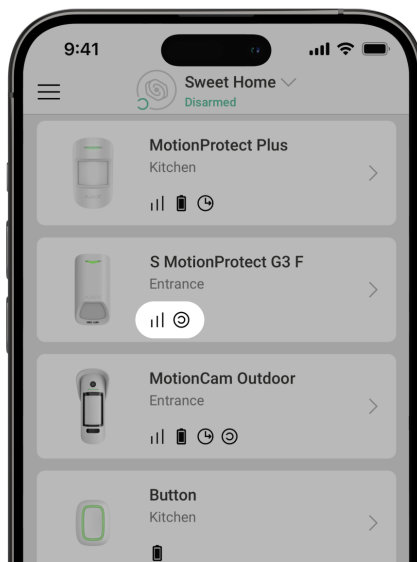 9:41
Sweet Home
Disarmed
MotionProtect Plus
Kitchen
S MotionProtect G3 F
Entrance
MotionCam Outdoor
Entrance
Button
Kitchen